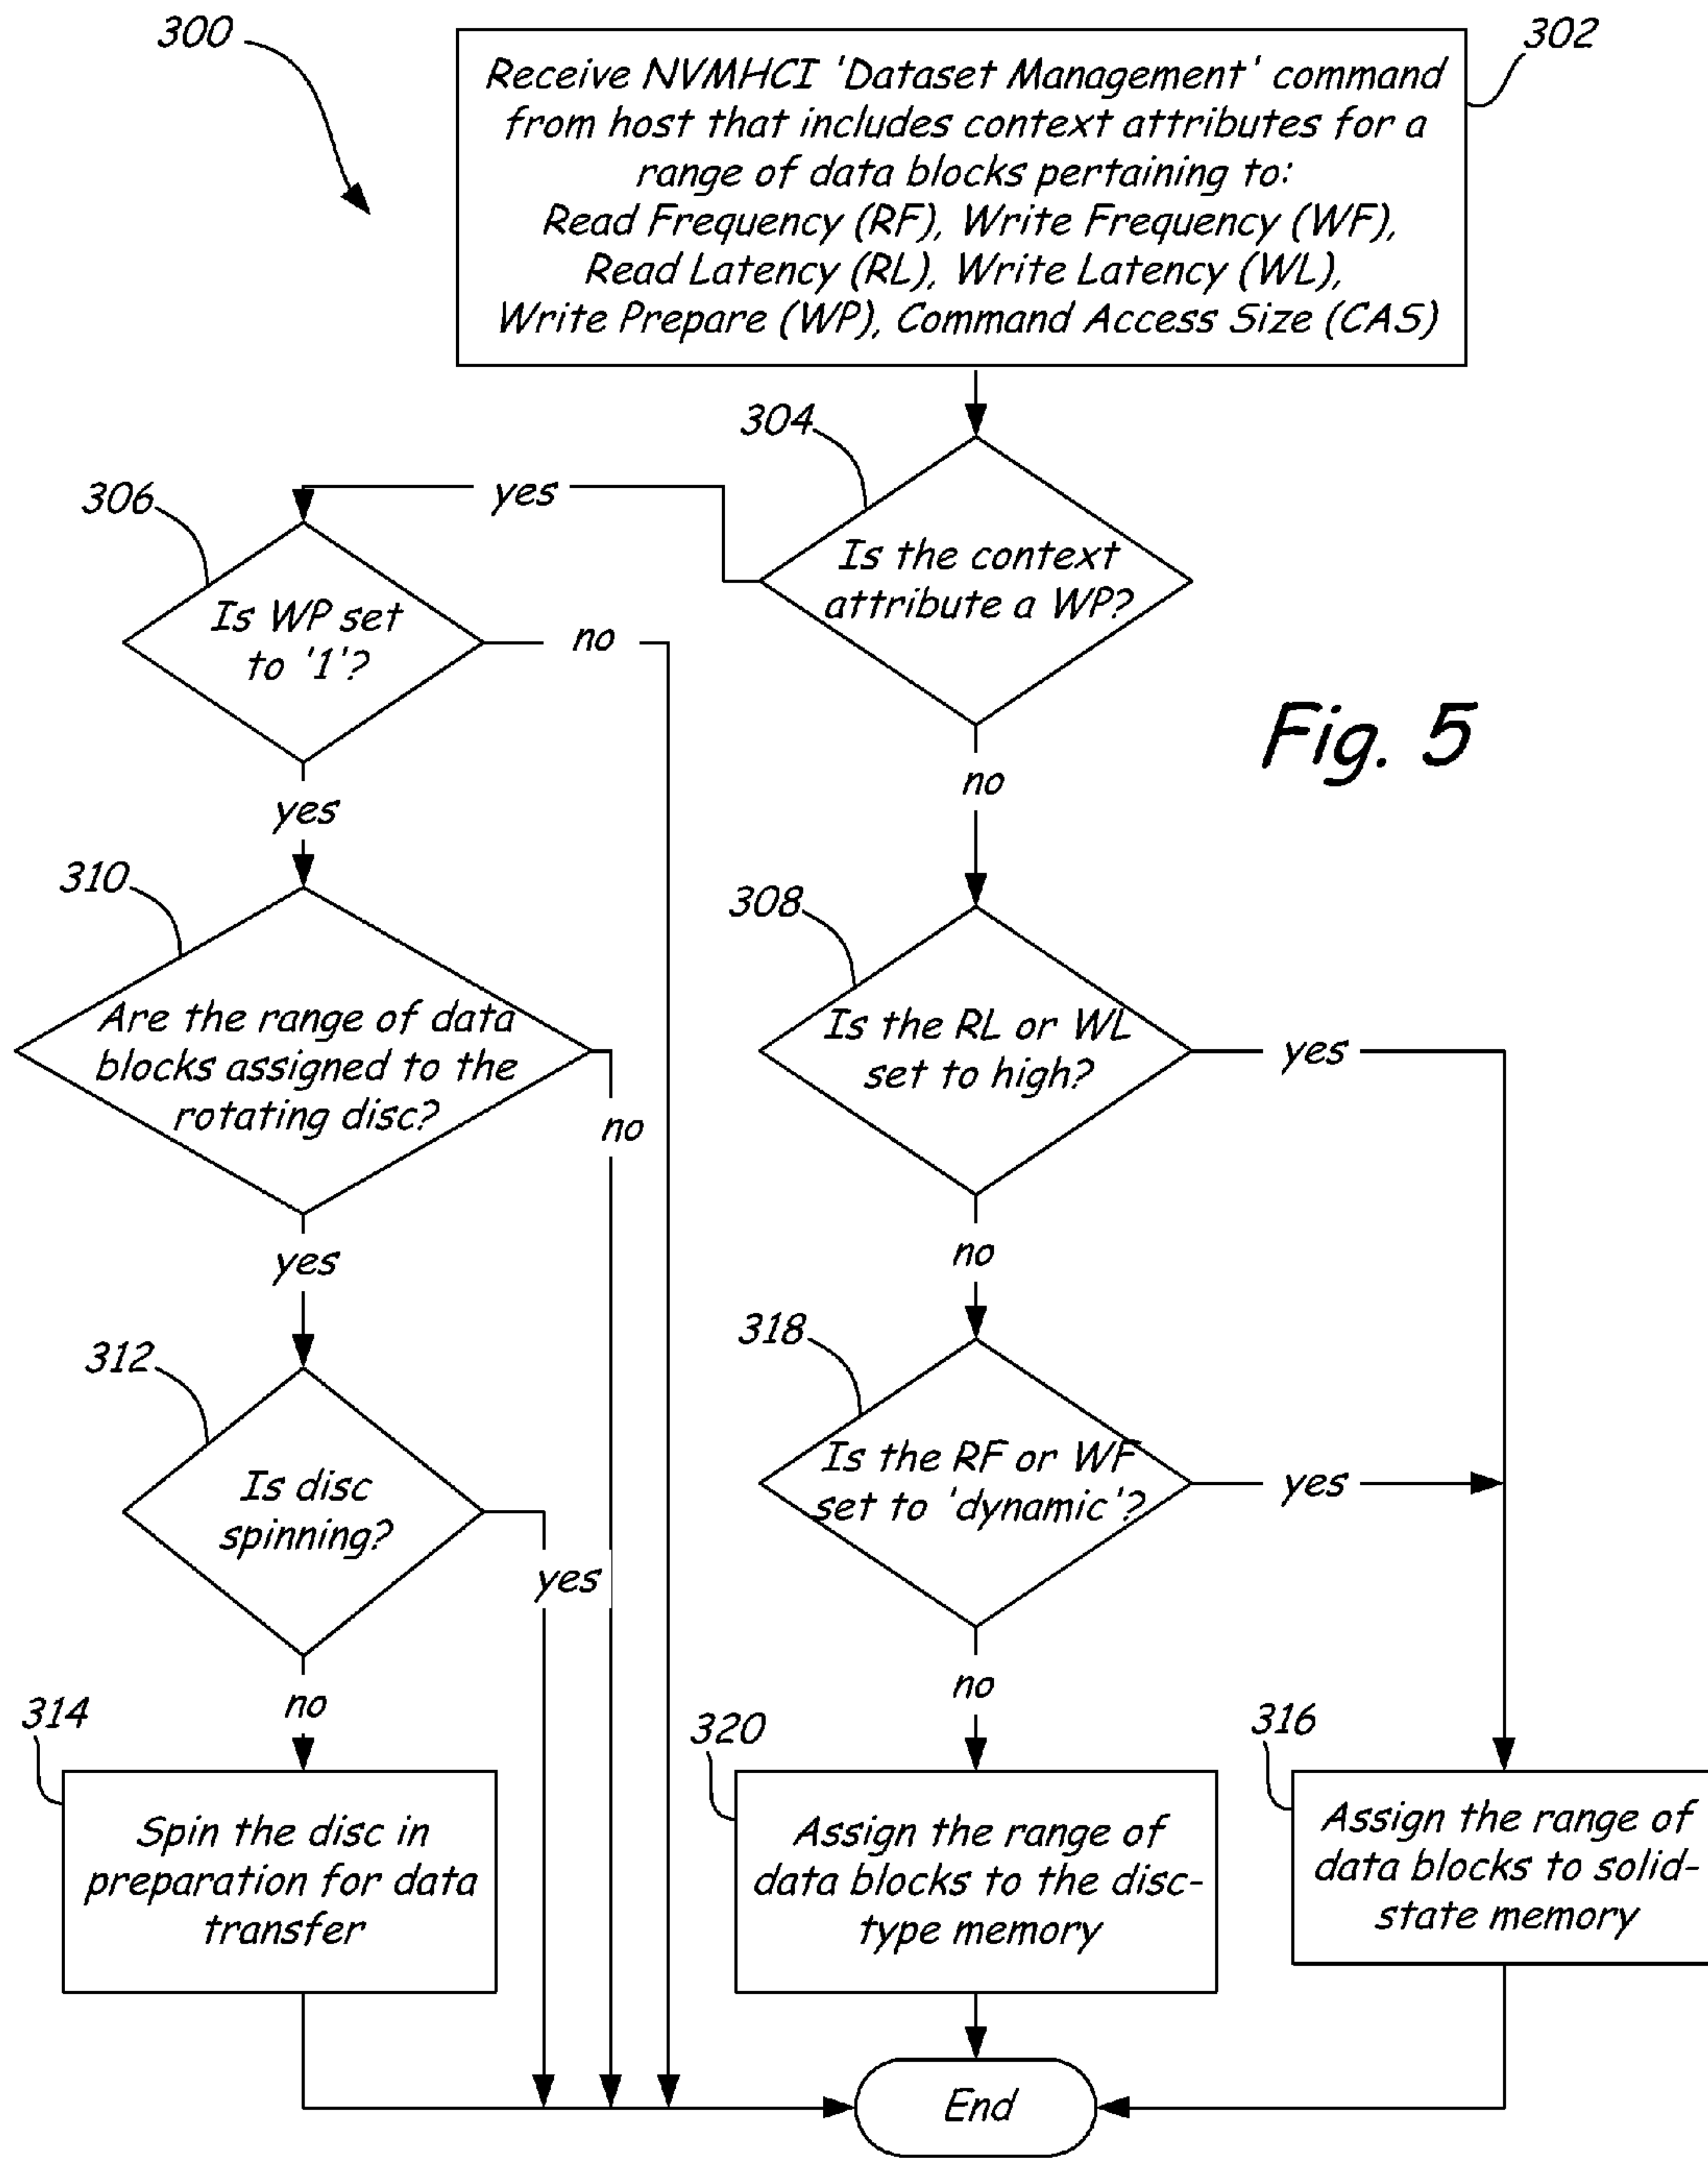 300
302
Receive NVMHCI 'Dataset Management' command
from host that includes context attributes for a
range of data blocks pertaining to:
Read Frequency (RF), Write Frequency (WF),
Read Latency (RL), Write Latency (WL),
Write Prepare (WP), Command Access Size (CAS)
304
Is the context
attribute a WP?
yes
306
Is WP set
to '1'?
no
Fig. 5
yes
no
310
Are the range of data
blocks assigned to the
rotating disc?
no
308
Is the RL or WL
set to high?
yes
yes
no
312
Is disc
spinning?
yes
318
Is the RF or WF
set to 'dynamic'?
yes
no
no
314
Spin the disc in
preparation for data
transfer
320
Assign the range of
data blocks to the disc-
type memory
316
Assign the range of
data blocks to solid-
state memory
End